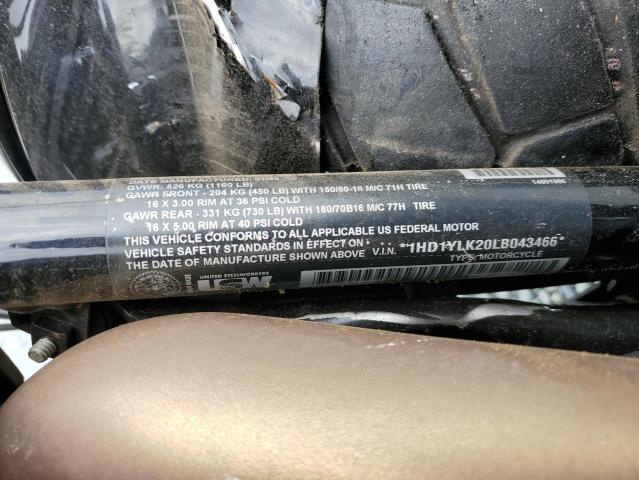 DATE MANUFACTURED:
GVWR: 526 KG (1160 LB)
GAWR FRONT - 204 KG (450 LB) WITH 150/80-16 M/C 71H TIRE
16 X 3.00 RIM AT 36 PSI COLD
GAWR REAR - 331 KG (730 LB) WITH 180/70B16 M/C 77H TIRE
16 X 5.00 RIM AT 40 PSI COLD
THIS VEHICLE CONFORMS TO ALL APPLICABLE US FEDERAL MOTOR
VEHICLE SAFETY STANDARDS IN EFFECT ON
THE DATE OF MANUFACTURE SHOWN ABOVE V.I.N. *1HD1YLK20LB043466*
TYPE: MOTORCYCLE
14001986
UNITED STEELWORKERS
USW